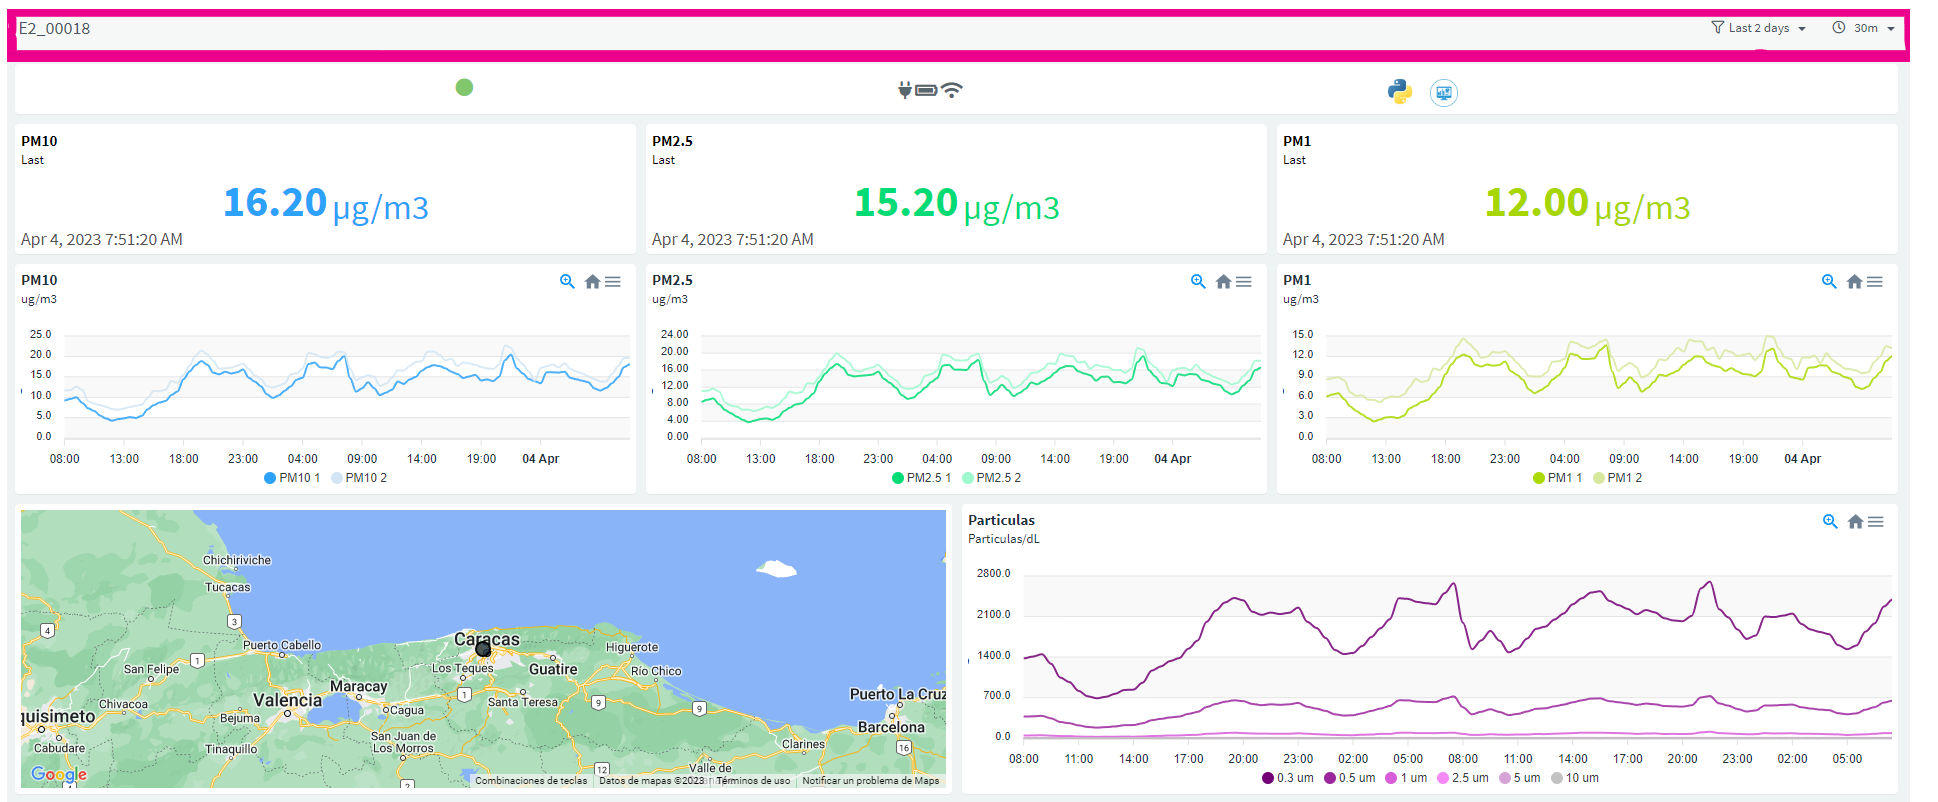 E2_00018
Last 2 days
30m
PM10
Last
16.20 µg/m3
Apr 4, 2023 7:51:20 AM
PM2.5
Last
15.20 µg/m3
Apr 4, 2023 7:51:20 AM
PM1
Last
12.00 µg/m3
Apr 4, 2023 7:51:20 AM
PM10
ug/m3
25.0
20.0
15.0
10.0
5.0
0.0
08:00 13:00 18:00 23:00 04:00 09:00 14:00 19:00 04 Apr
PM10 1 PM10 2
PM2.5
ug/m3
24.00
20.00
16.00
12.00
8.00
4.00
0.00
08:00 13:00 18:00 23:00 04:00 09:00 14:00 19:00 04 Apr
PM2.5 1 PM2.5 2
PM1
ug/m3
15.0
12.0
9.0
6.0
3.0
0.0
08:00 13:00 18:00 23:00 04:00 09:00 14:00 19:00 04 Apr
PM1 1 PM1 2
Chichiriviche
Tucacas
3
4
Puerto Cabello
Caracas
Higuerote
1
San Felipe
Los Teques
Guatire
Río Chico
Maracay
1
Valencia
Santa Teresa
9
9
Puerto La Cruz
Chivacoa
Cagua
quisimeto
Bejuma
Barcelona
Cabudare
Tinaquillo
San Juan de
Los Morros
Clarines
16
12
Valle de
2
4
Google
Combinaciones de teclas
Datos de mapas ©2023
Términos de uso
Notificar un problema de Maps
Particulas
Particulas/dL
2800.0
2100.0
1400.0
700.0
0.0
08:00 11:00 14:00 17:00 20:00 23:00 02:00 05:00 08:00 11:00 14:00 17:00 20:00 23:00 02:00 05:00
0.3 um 0.5 um 1 um 2.5 um 5 um 10 um